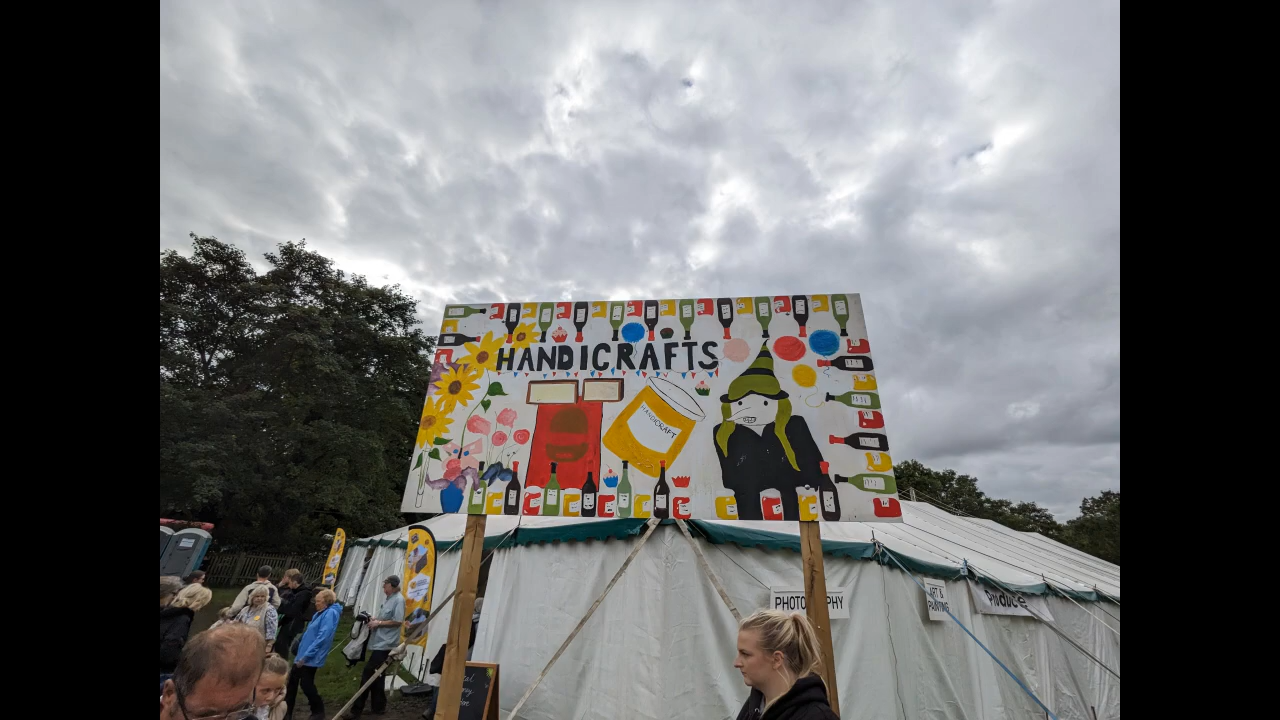 HANDICRAFTS
HANDICRAFT
PHOTOGRAPHY
ART &
PAINTING
Produce